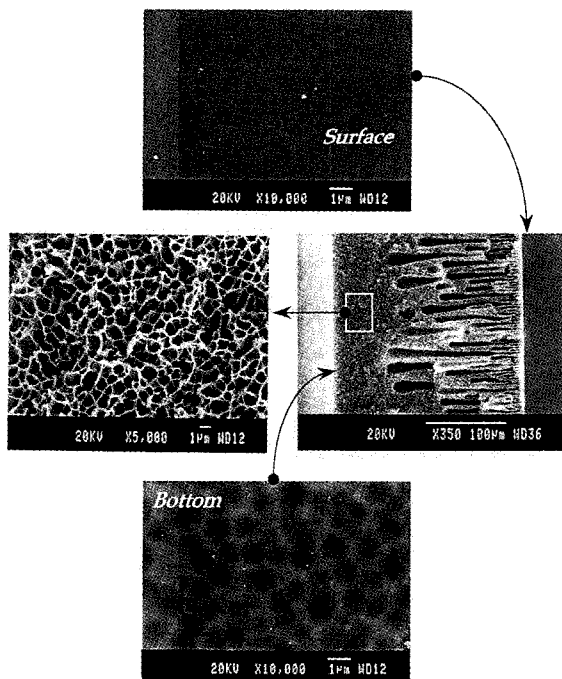 Surface
20KV X10,000 1μm WD12
20KV X5,000 1μm WD12
20KV X350 100μm WD36
Bottom
20KV X10,000 1μm WD12